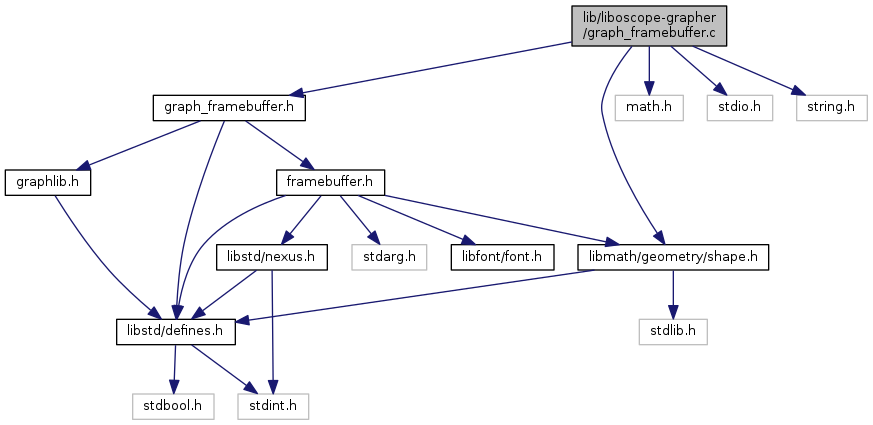 lib/liboscope-grapher
/graph_framebuffer.c
graph_framebuffer.h
math.h
stdio.h
string.h
graphlib.h
framebuffer.h
libstd/nexus.h
stdarg.h
libfont/font.h
libmath/geometry/shape.h
libstd/defines.h
stdlib.h
stdbool.h
stdint.h